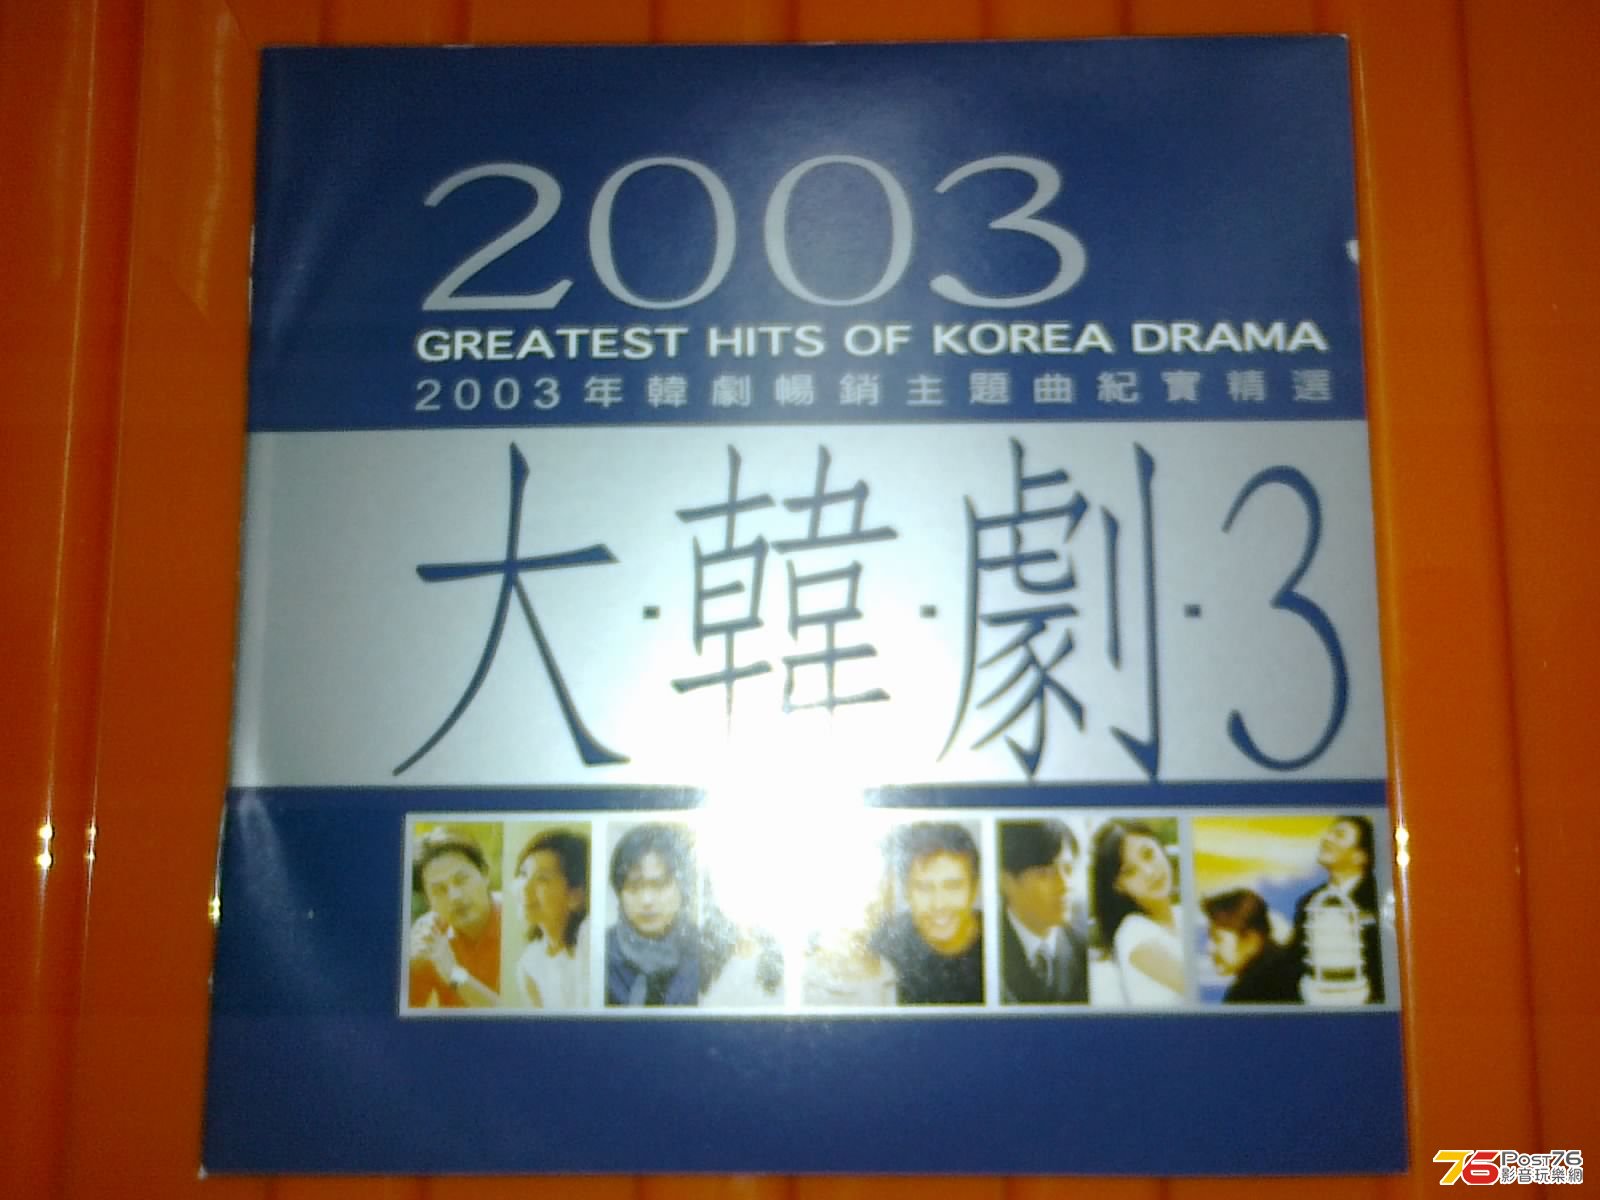 2003
GREATEST HITS OF KOREA DRAMA
2003年韓劇暢銷主題曲紀實精選
大·韓·劇·3
76 POST76
影音玩樂網